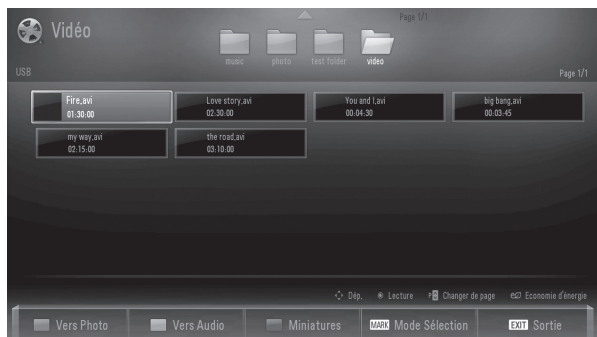 Vidéo
Page 1/1
music photo test folder video
USB
Page 1/1
Fire,avi
01:30:00
Love story,avi
02:30:00
You and I,avi
00:04:30
big bang,avi
00:03:45
my way,avi
02:15:00
the road,avi
03:10:00
Dép. Lecture P Changer de page Economie d'énergie
Vers Photo Vers Audio Miniatures MARK Mode Sélection EXIT Sortie